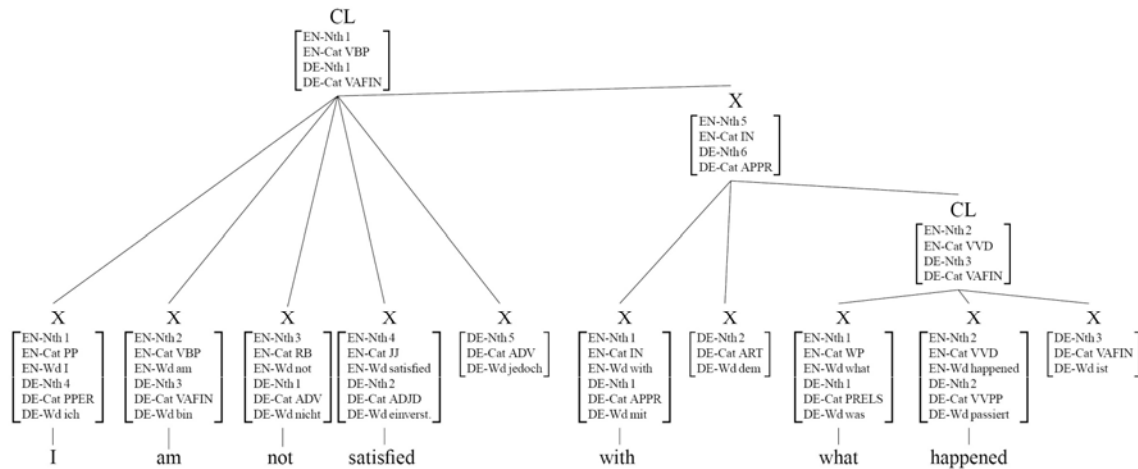 CL
EN-Nth 1
EN-Cat VBP
DE-Nth 1
DE-Cat VAFIN
X
EN-Nth 5
EN-Cat IN
DE-Nth 6
DE-Cat APPR
CL
EN-Nth 2
EN-Cat VVD
DE-Nth 3
DE-Cat VAFIN
X
EN-Nth 1
EN-Cat PP
EN-Wd I
DE-Nth 4
DE-Cat PPER
DE-Wd ich
X
EN-Nth 2
EN-Cat VBP
EN-Wd am
DE-Nth 3
DE-Cat VAFIN
DE-Wd bin
X
EN-Nth 3
EN-Cat RB
EN-Wd not
DE-Nth 1
DE-Cat ADV
DE-Wd nicht
X
EN-Nth 4
EN-Cat JJ
EN-Wd satisfied
DE-Nth 2
DE-Cat ADJD
DE-Wd einverst.
X
DE-Nth 5
DE-Cat ADV
DE-Wd jedoch
X
EN-Nth 1
EN-Cat IN
EN-Wd with
DE-Nth 1
DE-Cat APPR
DE-Wd mit
X
DE-Nth 2
DE-Cat ART
DE-Wd dem
X
EN-Nth 1
EN-Cat WP
EN-Wd what
DE-Nth 1
DE-Cat PRELS
DE-Wd was
X
EN-Nth 2
EN-Cat VVD
EN-Wd happened
DE-Nth 2
DE-Cat VVPP
DE-Wd passiert
X
DE-Nth 3
DE-Cat VAFIN
DE-Wd ist
I am not satisfied with what happened